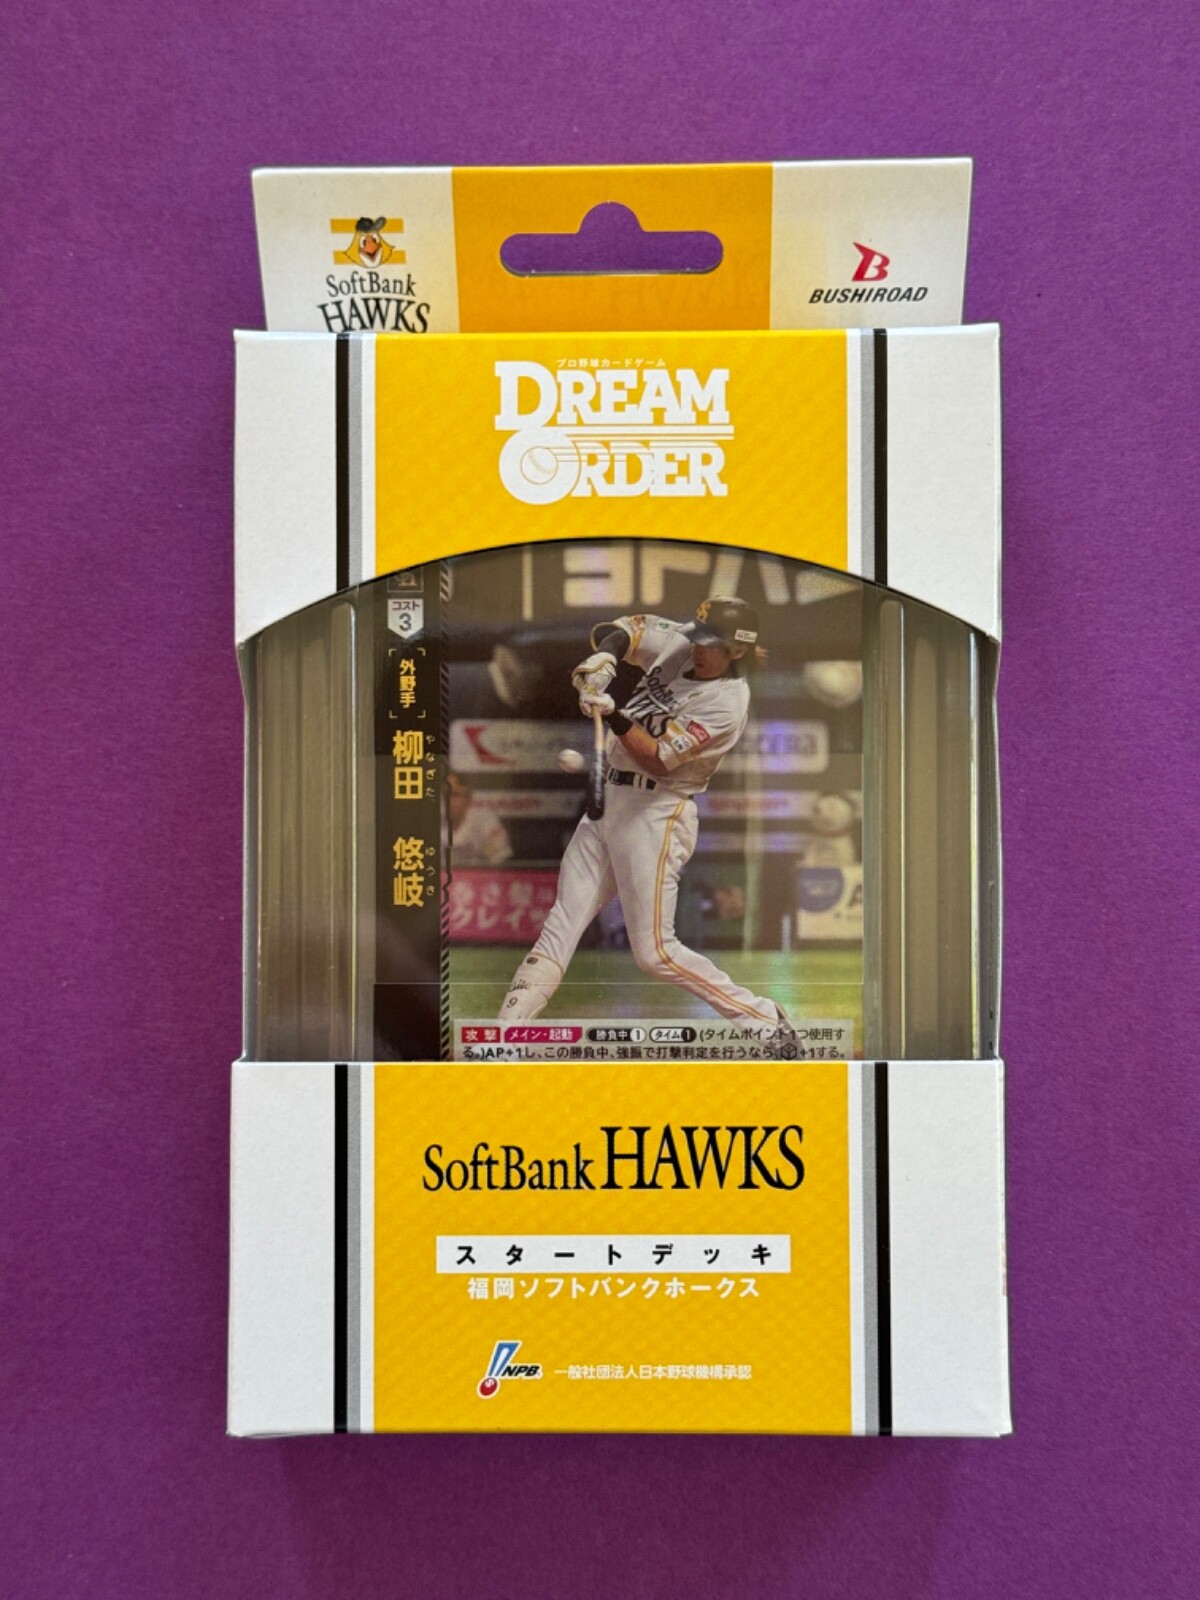 SoftBank
HAWKS
BUSHIROAD
プロ野球カードゲーム
DREAM
ORDER
コスト
3
外野手
柳田 悠岐
やなぎた ゆうき
SoftBank
HAWKS
9
攻撃 メイン・起動 勝負中1 タイム1 (タイムポイント1つ使用す
る。)AP+1し、この勝負中、強振で打撃判定を行うなら、+1する。
SoftBank HAWKS
スタートデッキ
福岡ソフトバンクホークス
NPB 一般社団法人日本野球機構承認